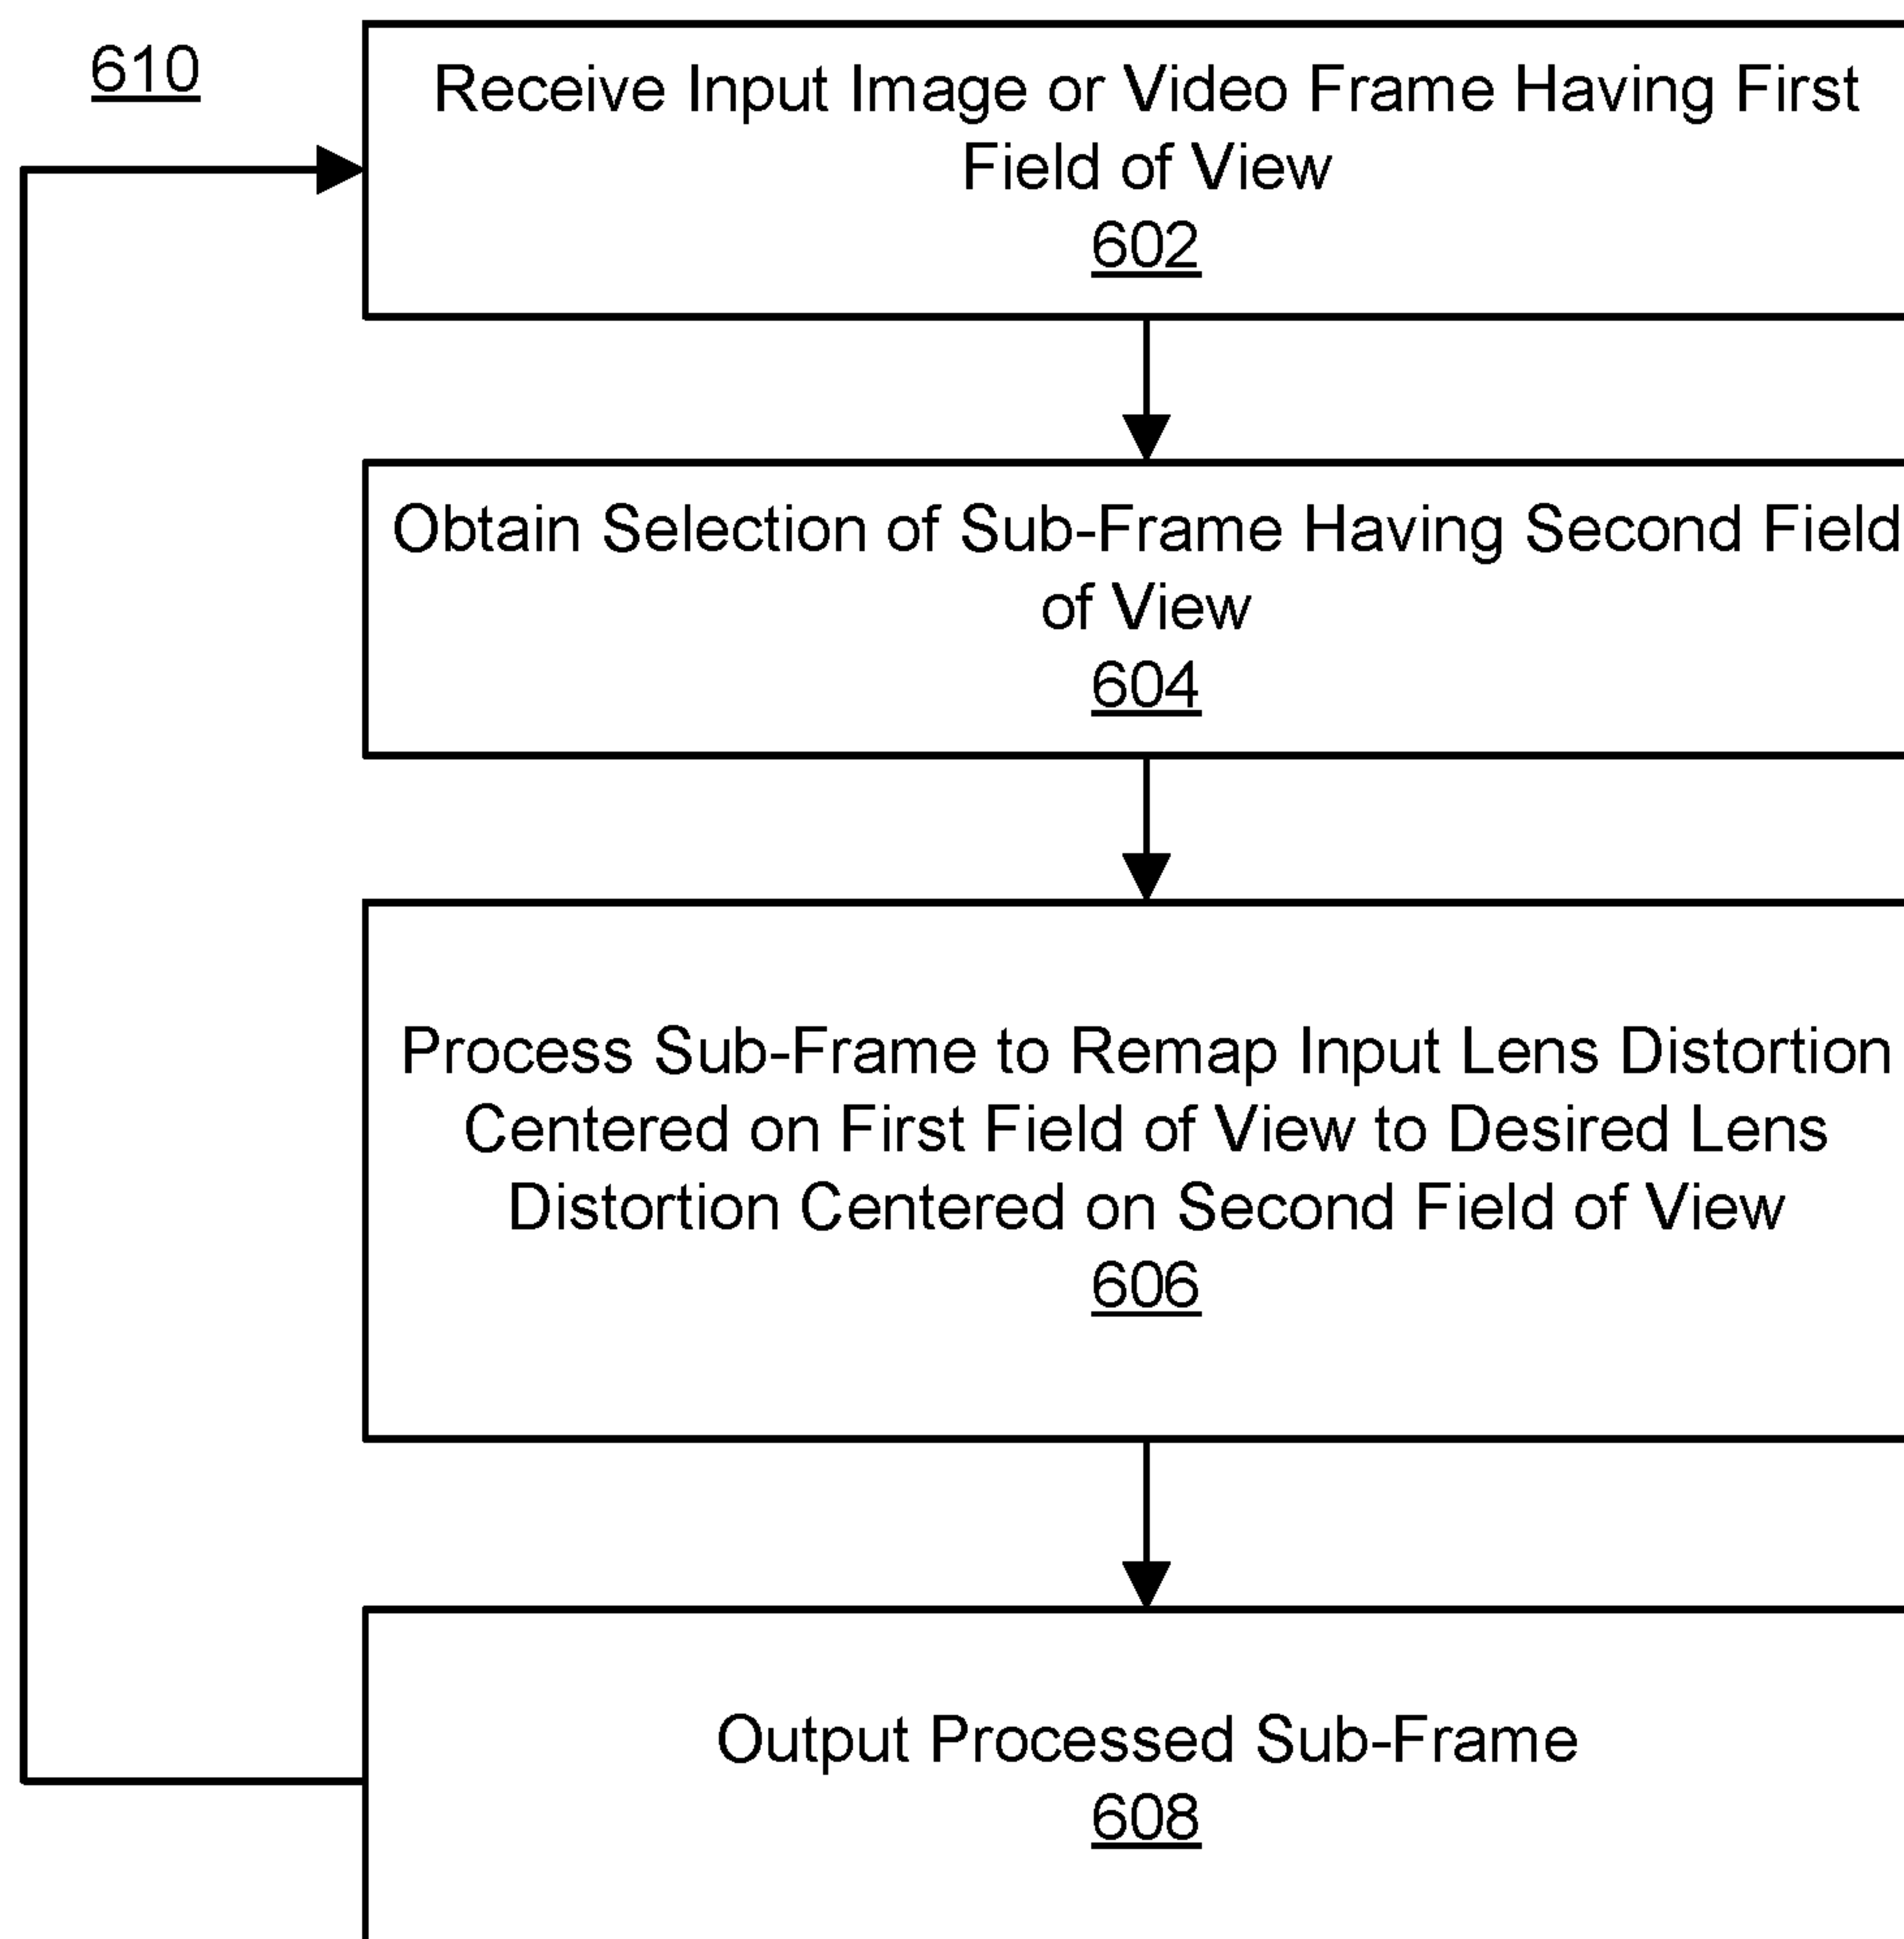 610
Receive Input Image or Video Frame Having First
Field of View
602
Obtain Selection of Sub-Frame Having Second Field
of View
604
Process Sub-Frame to Remap Input Lens Distortion
Centered on First Field of View to Desired Lens
Distortion Centered on Second Field of View
606
Output Processed Sub-Frame
608